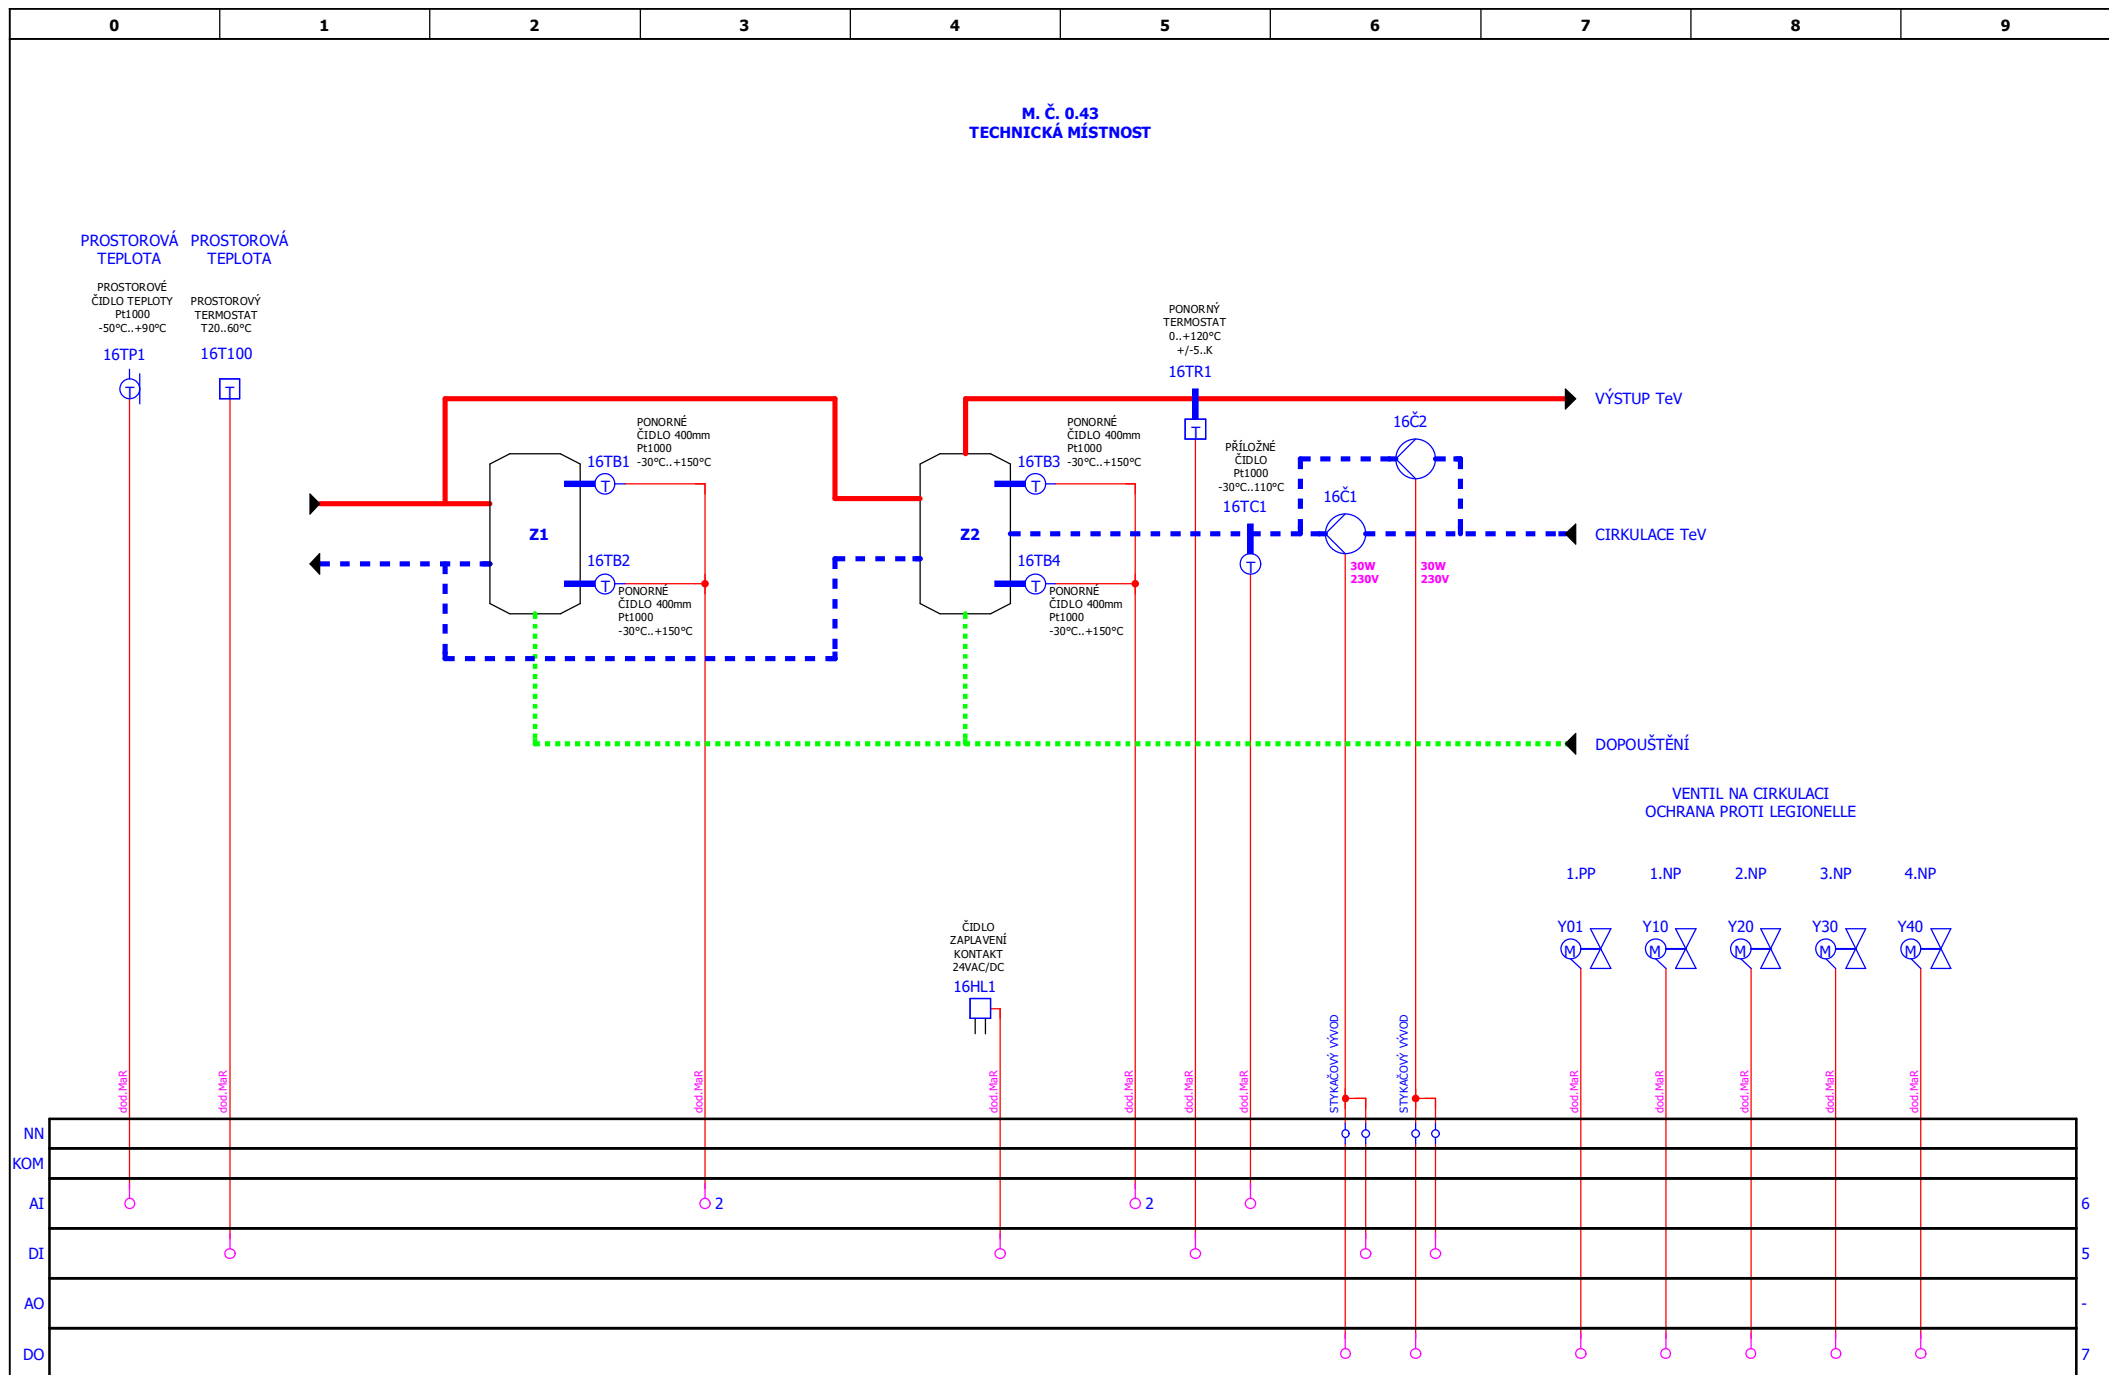 0 1 2 3 4 5 6 7 8 9
M. Č. 0.43
TECHNICKÁ MÍSTNOST
PROSTOROVÁ
TEPLOTA
PROSTOROVÉ
ČIDLO TEPLOTY
Pt1000
-50°C..+90°C
16TP1
T
PROSTOROVÁ
TEPLOTA
PROSTOROVÝ
TERMOSTAT
T20..60°C
16T100
T
PONORNÉ
ČIDLO 400mm
Pt1000
-30°C..+150°C
16TB1
T
Z1
16TB2
T
PONORNÉ
ČIDLO 400mm
Pt1000
-30°C..+150°C
PONORNÉ
ČIDLO 400mm
Pt1000
-30°C..+150°C
16TB3
T
Z2
16TB4
T
PONORNÉ
ČIDLO 400mm
Pt1000
-30°C..+150°C
PONORNÝ
TERMOSTAT
0..+120°C
+/-5..K
16TR1
T
PŘÍLOŽNÉ
ČIDLO
Pt1000
-30°C..110°C
16TC1
T
16Č1
30W
230V
16Č2
30W
230V
VÝSTUP TeV
CIRKULACE TeV
DOPOUŠTĚNÍ
VENTIL NA CIRKULACI
OCHRANA PROTI LEGIONELLE
1.PP 1.NP 2.NP 3.NP 4.NP
Y01 Y10 Y20 Y30 Y40
M M M M M
ČIDLO
ZAPLAVENÍ
KONTAKT
24VAC/DC
16HL1
dod.MaR
dod.MaR
dod.MaR
dod.MaR
dod.MaR
dod.MaR
dod.MaR
STYKAČOVÝ VÝVOD
STYKAČOVÝ VÝVOD
dod.MaR
dod.MaR
dod.MaR
dod.MaR
dod.MaR
NN
KOM
AI 2 2 6
DI 5
AO -
DO 7